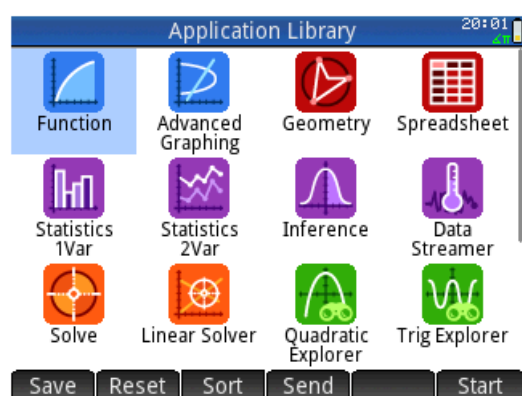 Application Library
20:01
∡π
Function
Advanced
Graphing
Geometry
Spreadsheet
Statistics
1Var
Statistics
2Var
Inference
Data
Streamer
Solve
Linear Solver
Quadratic
Explorer
Trig Explorer
Save Reset Sort Send Start